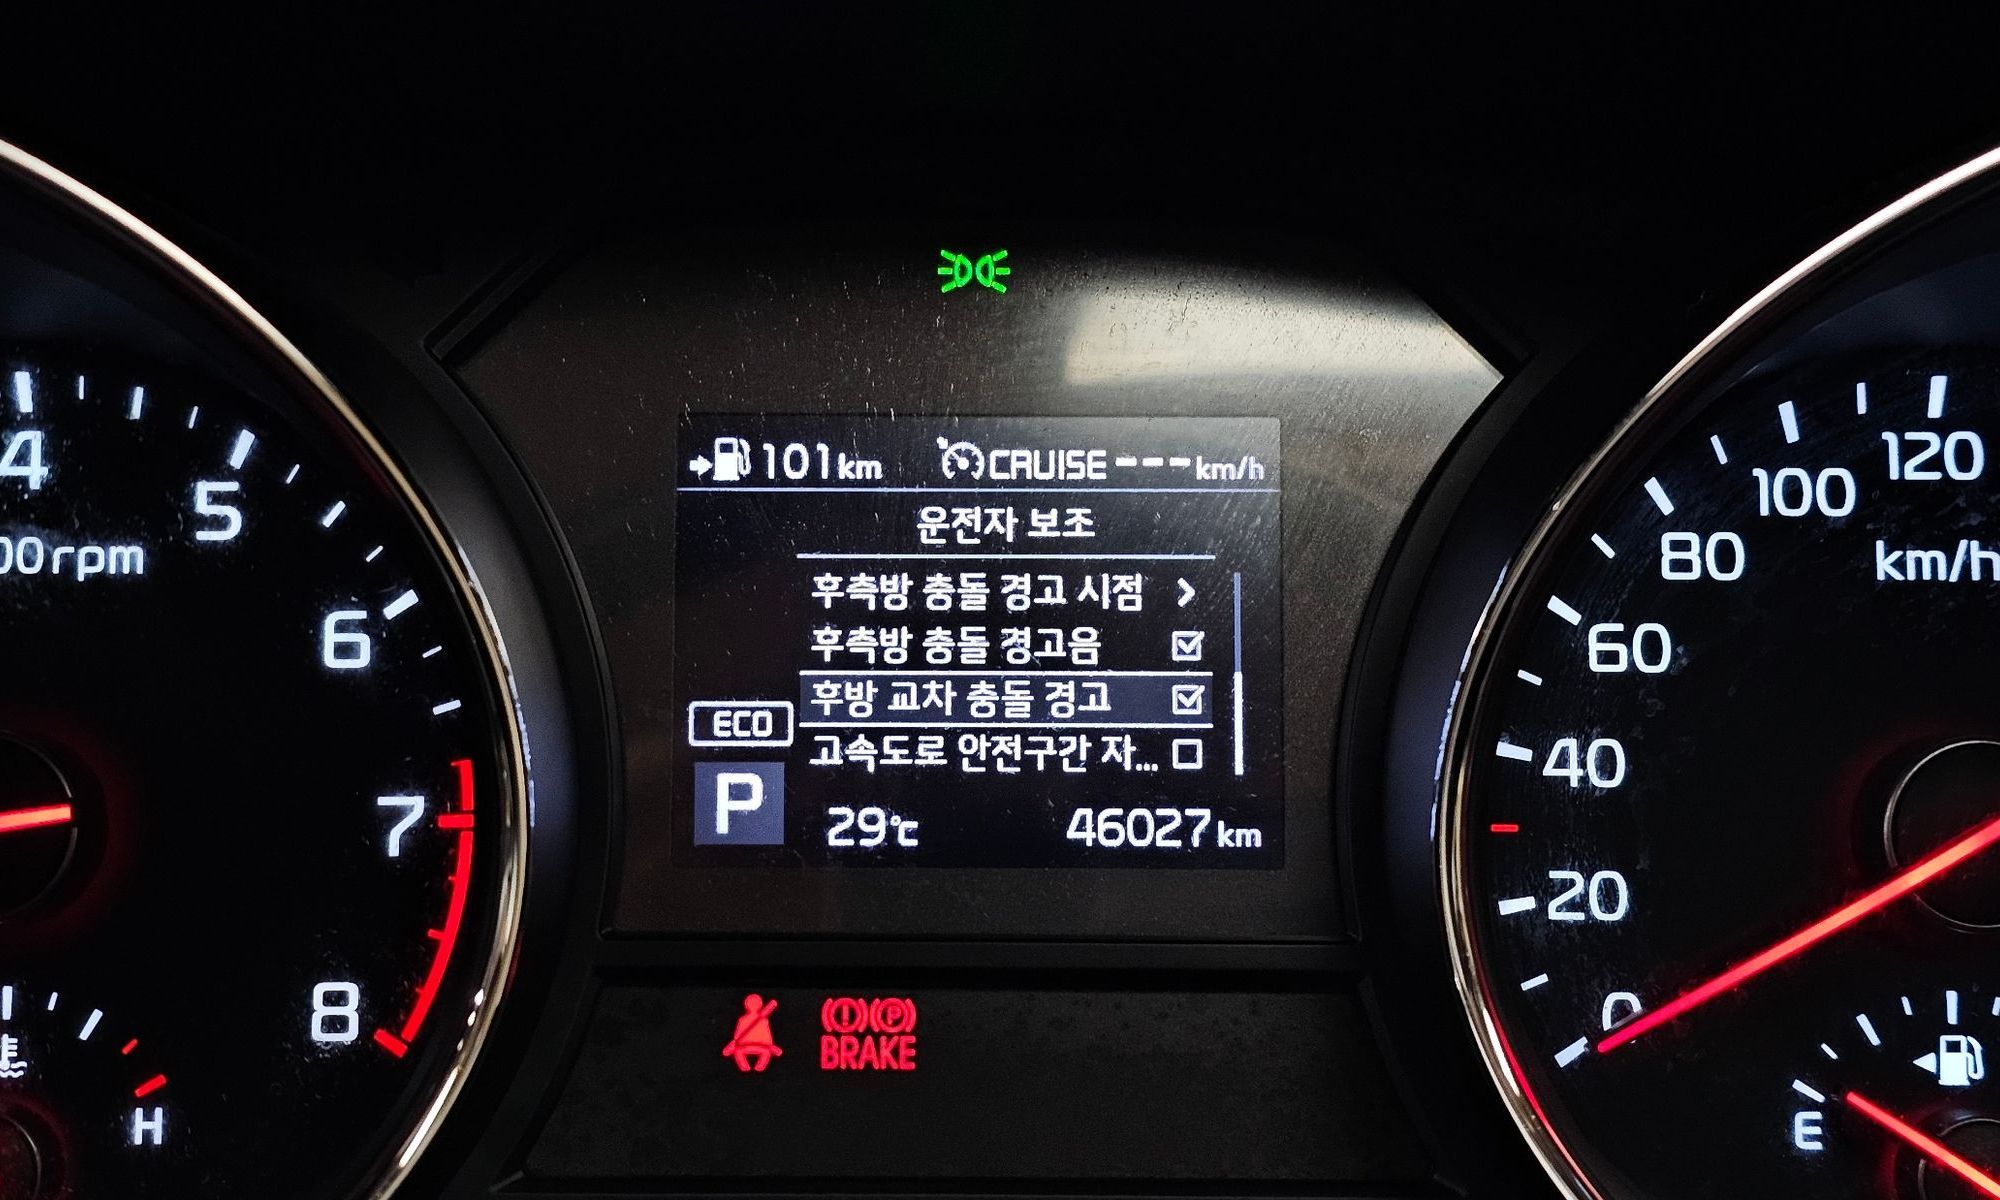 101km CRUISE---km/h
운전자 보조
후측방 충돌 경고 시점
후측방 충돌 경고음
후방 교차 충돌 경고
고속도로 안전구간 자...
ECO
P
29℃ 46027km
4
5
00rpm
6
7
8
H
120
100
80
km/h
60
40
20
0
E
P
BRAKE